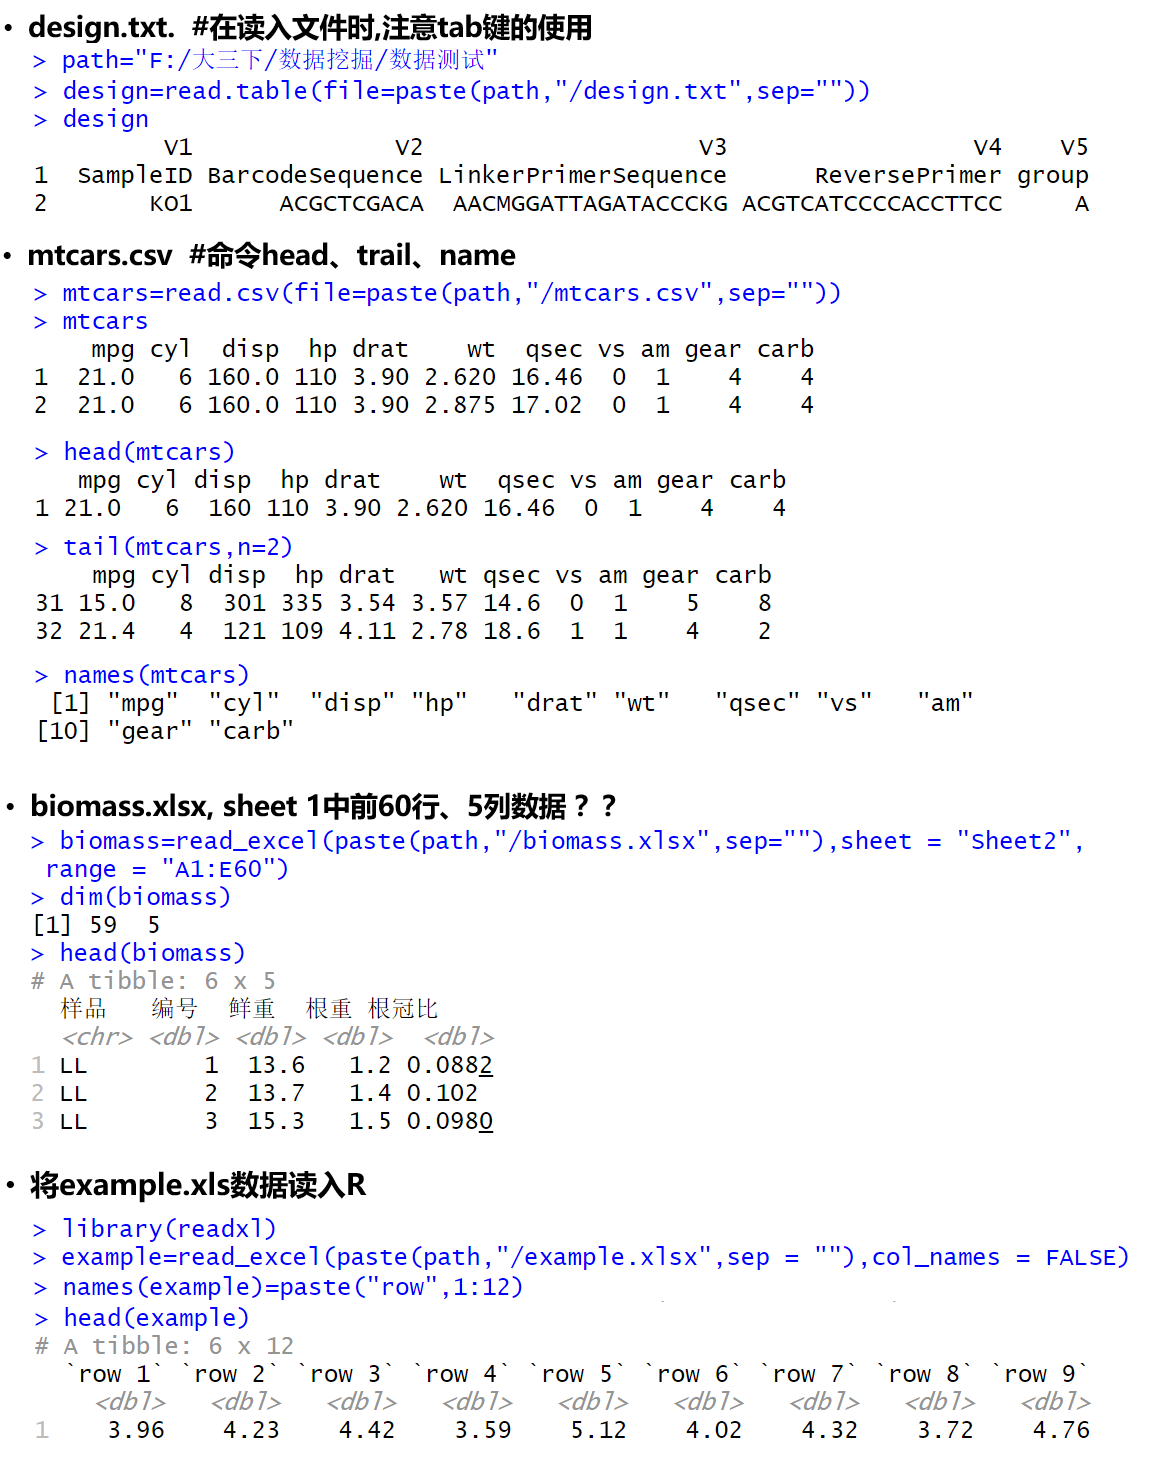 • design.txt.  #在读入文件时,注意tab键的使用
> path="F:/大三下/数据挖掘/数据测试"
> design=read.table(file=paste(path,"/design.txt",sep=""))
> design
V1 V2 V3 V4 V5
1 SampleID BarcodeSequence LinkerPrimerSequence ReversePrimer group
2 KO1 ACGCTCGACA AACMGGATTAGATACCCKG ACGTCATCCCCACCTTCC A
• mtcars.csv  #命令head、trail、name
> mtcars=read.csv(file=paste(path,"/mtcars.csv",sep=""))
> mtcars
mpg cyl disp hp drat wt qsec vs am gear carb
1 21.0 6 160.0 110 3.90 2.620 16.46 0 1 4 4
2 21.0 6 160.0 110 3.90 2.875 17.02 0 1 4 4
> head(mtcars)
mpg cyl disp hp drat wt qsec vs am gear carb
1 21.0 6 160 110 3.90 2.620 16.46 0 1 4 4
> tail(mtcars,n=2)
mpg cyl disp hp drat wt qsec vs am gear carb
31 15.0 8 301 335 3.54 3.57 14.6 0 1 5 8
32 21.4 4 121 109 4.11 2.78 18.6 1 1 4 2
> names(mtcars)
[1] "mpg" "cyl" "disp" "hp" "drat" "wt" "qsec" "vs" "am"
[10] "gear" "carb"
• biomass.xlsx, sheet 1中前60行、5列数据？？
> biomass=read_excel(paste(path,"/biomass.xlsx",sep=""),sheet = "Sheet2",
range = "A1:E60")
> dim(biomass)
[1] 59 5
> head(biomass)
# A tibble: 6 x 5
样品 编号 鲜重 根重 根冠比
<chr> <dbl> <dbl> <dbl> <dbl>
1 LL 1 13.6 1.2 0.0882
2 LL 2 13.7 1.4 0.102
3 LL 3 15.3 1.5 0.0980
• 将example.xls数据读入R
> library(readxl)
> example=read_excel(paste(path,"/example.xlsx",sep = ""),col_names = FALSE)
> names(example)=paste("row",1:12)
> head(example)
# A tibble: 6 x 12
`row 1` `row 2` `row 3` `row 4` `row 5` `row 6` `row 7` `row 8` `row 9`
<dbl> <dbl> <dbl> <dbl> <dbl> <dbl> <dbl> <dbl> <dbl>
1 3.96 4.23 4.42 3.59 5.12 4.02 4.32 3.72 4.76